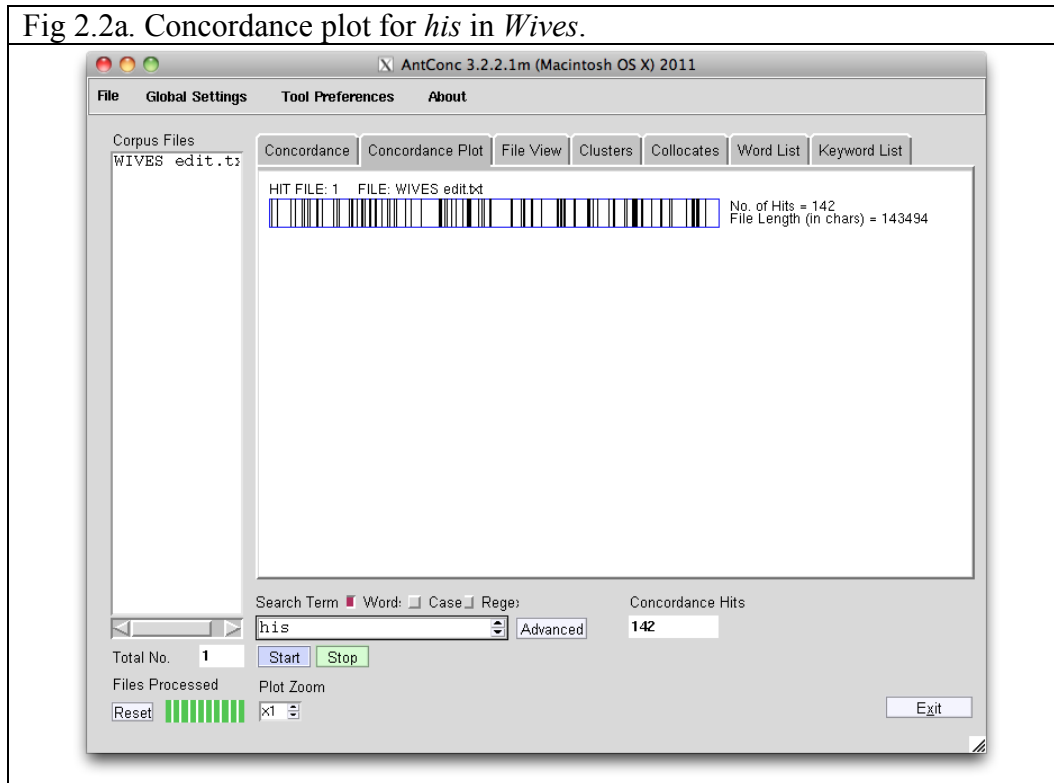 Fig 2.2a. Concordance plot for his in Wives.
X AntConc 3.2.2.1m (Macintosh OS X) 2011
File Global Settings Tool Preferences About
Corpus Files
WIVES edit.tx
Concordance Concordance Plot File View Clusters Collocates Word List Keyword List
HIT FILE: 1 FILE: WIVES edit.txt
No. of Hits = 142
File Length (in chars) = 143494
Search Term Words Case Regex
Concordance Hits
his
Advanced
142
Total No. 1
Start Stop
Files Processed
Plot Zoom
Reset
x1
Exit